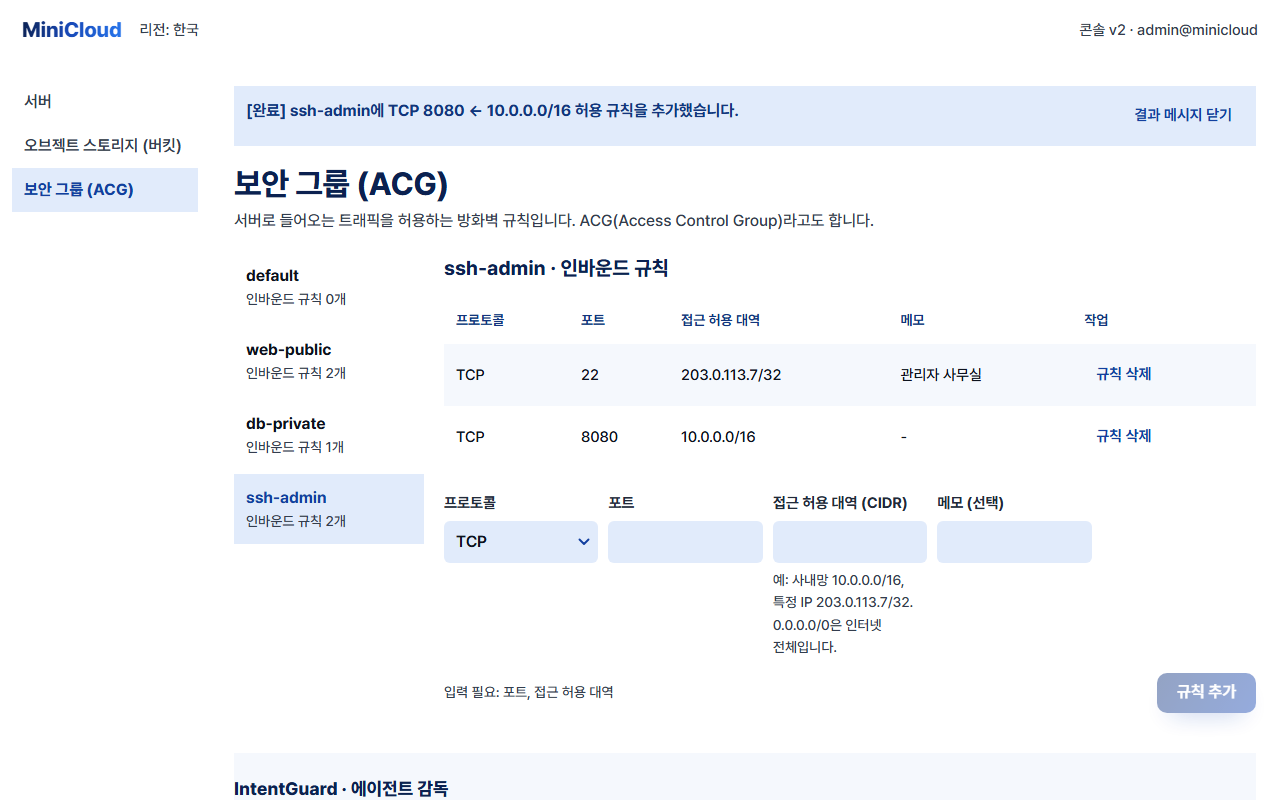 MiniCloud 리전: 한국
콘솔 v2 · admin@minicloud
서버
오브젝트 스토리지 (버킷)
보안 그룹 (ACG)
[완료] ssh-admin에 TCP 8080 ← 10.0.0.0/16 허용 규칙을 추가했습니다.
결과 메시지 닫기
보안 그룹 (ACG)
서버로 들어오는 트래픽을 허용하는 방화벽 규칙입니다. ACG(Access Control Group)라고도 합니다.
default
인바운드 규칙 0개
web-public
인바운드 규칙 2개
db-private
인바운드 규칙 1개
ssh-admin
인바운드 규칙 2개
ssh-admin · 인바운드 규칙
프로토콜 포트 접근 허용 대역 메모 작업
TCP 22 203.0.113.7/32 관리자 사무실 규칙 삭제
TCP 8080 10.0.0.0/16 - 규칙 삭제
프로토콜 포트 접근 허용 대역 (CIDR) 메모 (선택)
TCP
예: 사내망 10.0.0.0/16,
특정 IP 203.0.113.7/32.
0.0.0.0/0은 인터넷
전체입니다.
입력 필요: 포트, 접근 허용 대역
규칙 추가
IntentGuard · 에이전트 감독